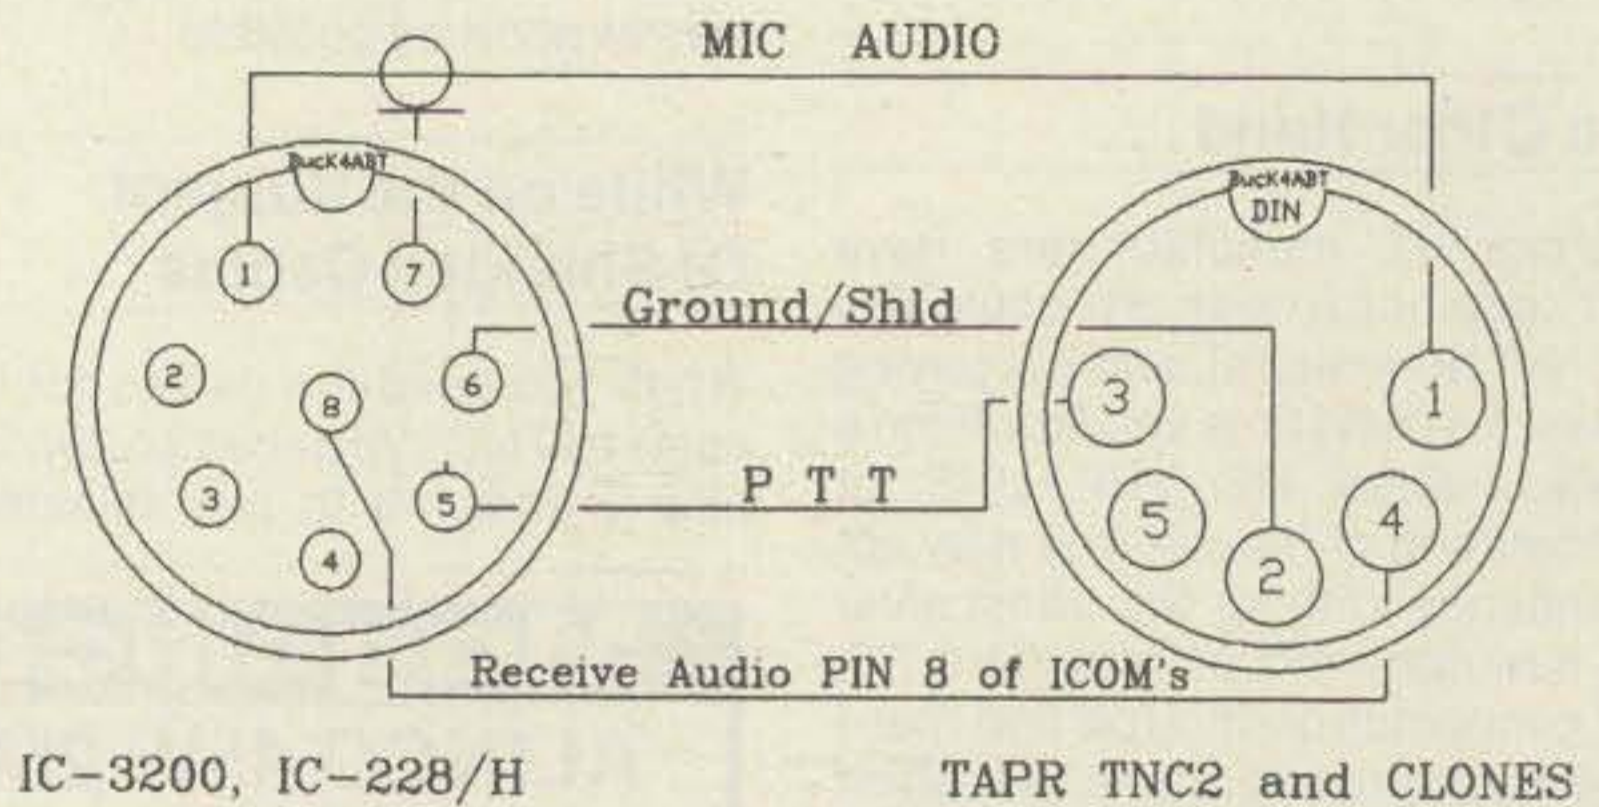 MIC AUDIO
BucK4ABT
BucK4ABT
DIN
1
7
Ground/Shld
2
8
6
3
1
3
5
P T T
5
4
4
2
Receive Audio PIN 8 of ICOM's
IC-3200, IC-228/H
TAPR TNC2 and CLONES